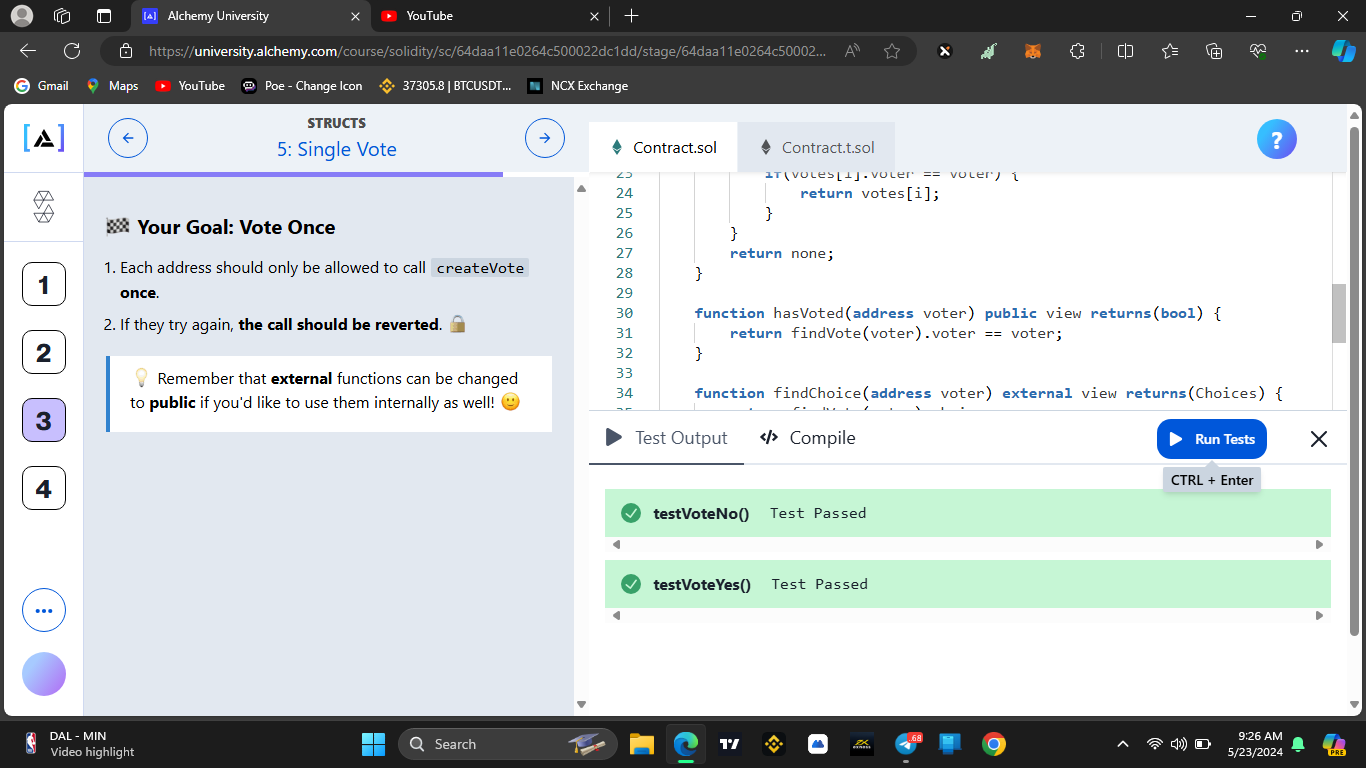 Alchemy University
YouTube
https://university.alchemy.com/course/solidity/sc/64daa11e0264c500022dc1dd/stage/64daa11e0264c50002...
Gmail
Maps
YouTube
Poe - Change Icon
37305.8 | BTCUSDT...
NCX Exchange
STRUCTS
5: Single Vote
1
2
3
4
🏁 Your Goal: Vote Once
1. Each address should only be allowed to call createVote
once.
2. If they try again, the call should be reverted. 🔒
💡 Remember that external functions can be changed
to public if you'd like to use them internally as well! 🙂
Contract.sol
Contract.t.sol
?
23 if(votes[i].voter == voter) {
24 return votes[i];
25 }
26 }
27 return none;
28 }
29
30 function hasVoted(address voter) public view returns(bool) {
31 return findVote(voter).voter == voter;
32 }
33
34 function findChoice(address voter) external view returns(Choices) {
Test Output
Compile
Run Tests
CTRL + Enter
testVoteNo() Test Passed
testVoteYes() Test Passed
DAL - MIN
Video highlight
Search
.68
PRE
9:26 AM
5/23/2024